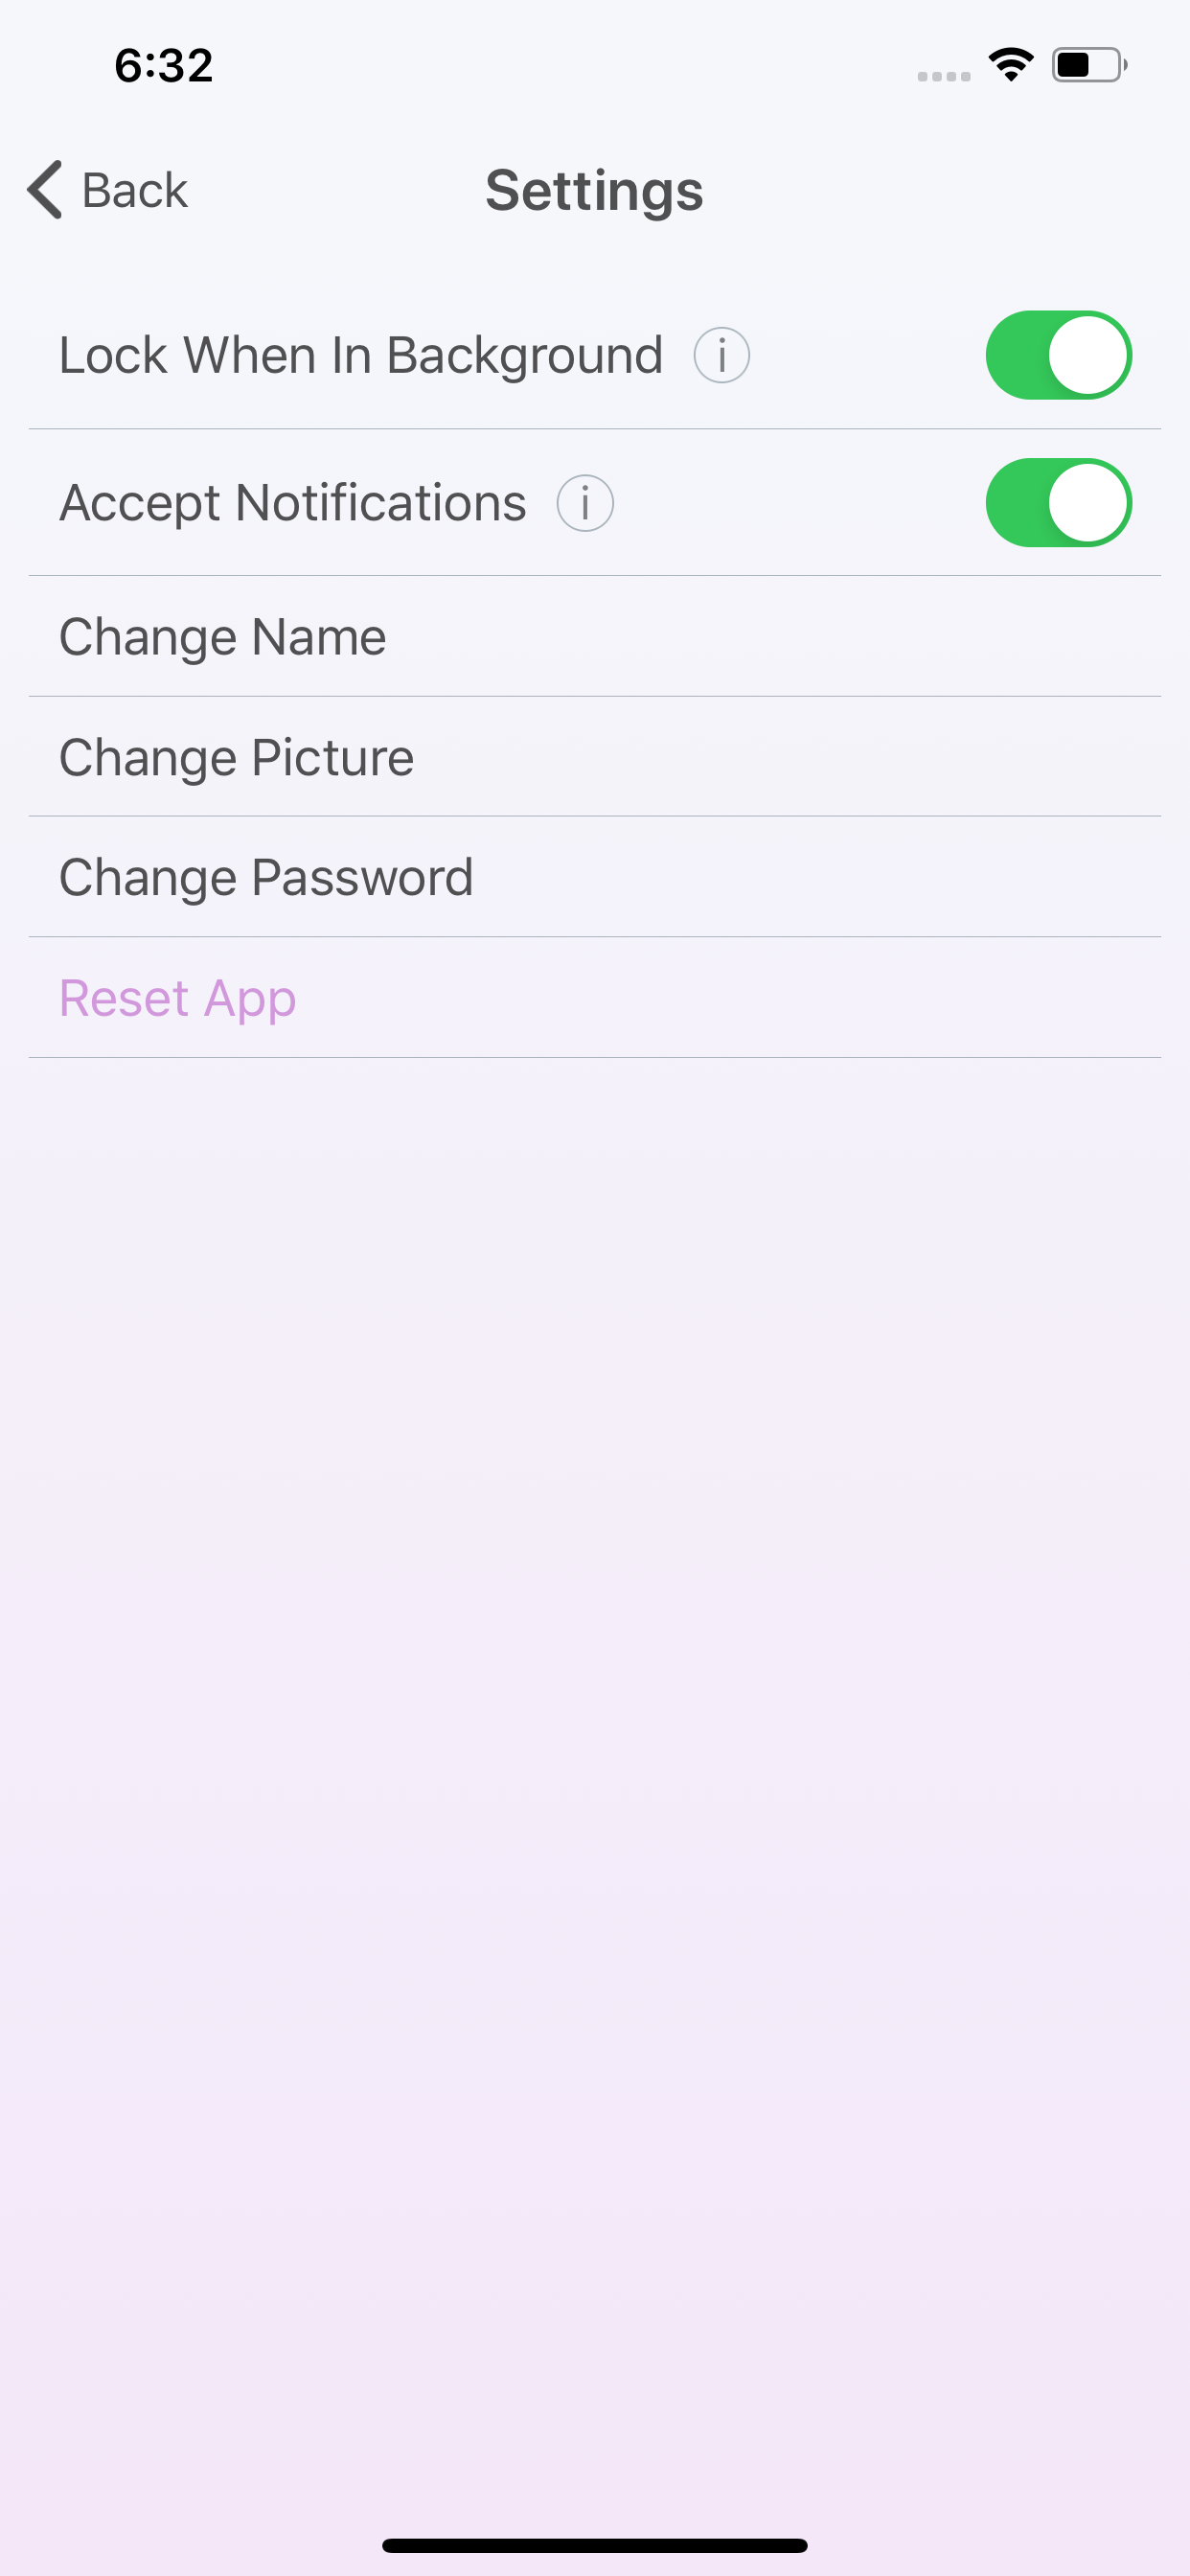 6:32
Back
Settings
Lock When In Background
Accept Notifications
Change Name
Change Picture
Change Password
Reset App